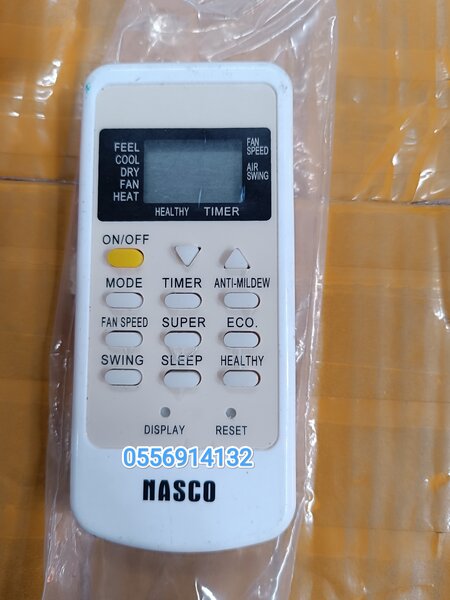 FEEL
COOL
DRY
FAN
HEAT
FAN
SPEED
AIR
SWING
HEALTHY TIMER
ON/OFF
MODE TIMER ANTI-MILDEW
FAN SPEED SUPER ECO.
SWING SLEEP HEALTHY
DISPLAY RESET
0556914132
NASCO